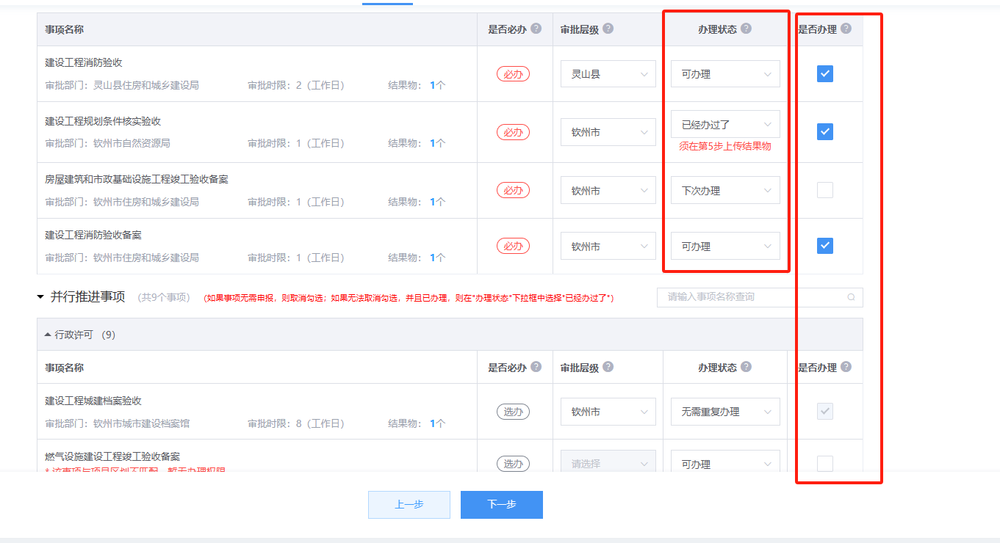 事项名称 是否必办 ? 审批层级 ? 办理状态 ? 是否办理 ?
建设工程消防验收
审批部门：灵山县住房和城乡建设局 审批时限：2（工作日） 结果物：1个 必办 灵山县 可办理
建设工程规划条件核实验收
审批部门：钦州市自然资源局 审批时限：1（工作日） 结果物：1个 必办 钦州市 已经办过了
须在第5步上传结果物
房屋建筑和市政基础设施工程竣工验收备案
审批部门：钦州市住房和城乡建设局 审批时限：1（工作日） 结果物：1个 必办 钦州市 下次办理
建设工程消防验收备案
审批部门：钦州市住房和城乡建设局 审批时限：1（工作日） 结果物：1个 必办 钦州市 可办理
并行推进事项 （共9个事项） （如果事项无需申报，则取消勾选；如果无法取消勾选，并且已办理，则在"办理状态"下拉框中选择"已经办过了"） 请输入事项名称查询
行政许可 （9）
事项名称 是否必办 ? 审批层级 ? 办理状态 ? 是否办理 ?
建设工程城建档案验收
审批部门：钦州市城市建设档案馆 审批时限：8（工作日） 结果物：1个 选办 钦州市 无需重复办理
燃气设施建设工程竣工验收备案 选办 请选择 可办理
上一步 下一步